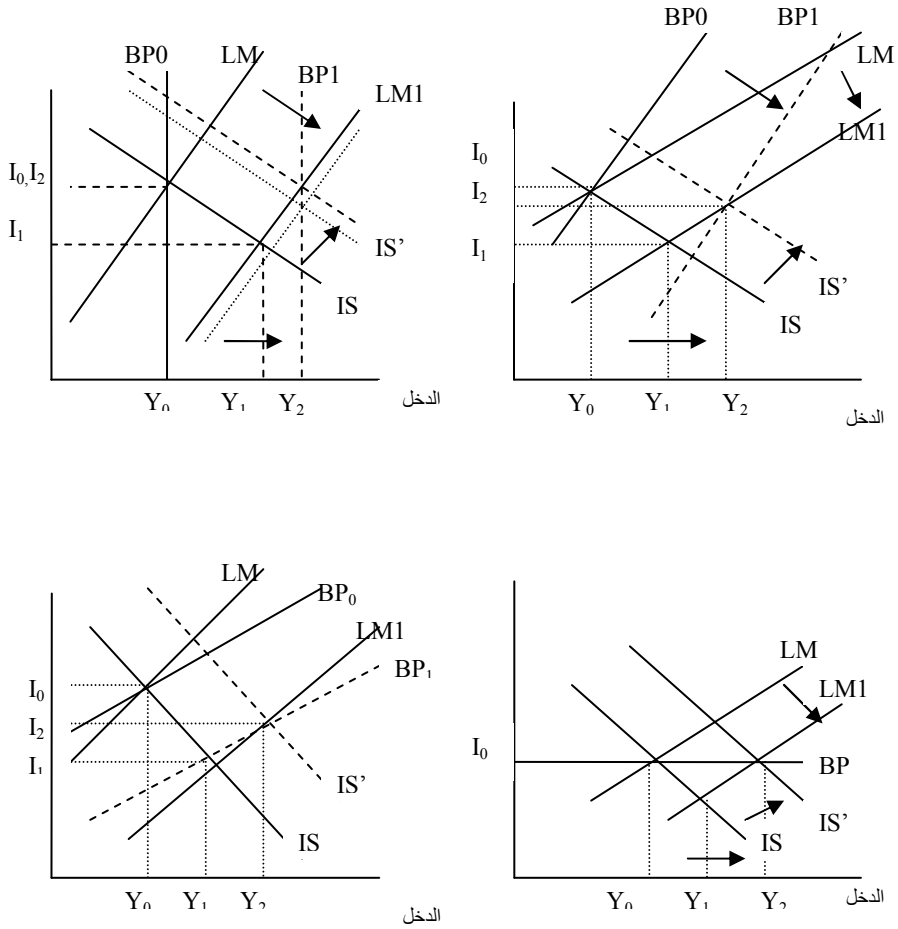 BP0 LM BP1 LM1
I₀,I₂
I₁
IS’
IS
Y₀ Y₁ Y₂ الدخل
BP0 BP1 LM
LM1
I₀
I₂
I₁
IS’
IS
Y₀ Y₁ Y₂
الدخل
LM BP₀
LM1
BP₁
I₀
I₂
I₁
IS’
IS
Y₀ Y₁ Y₂
الدخل
LM
LM1
I₀
BP
IS’
IS
Y₀ Y₁ Y₂
الدخل